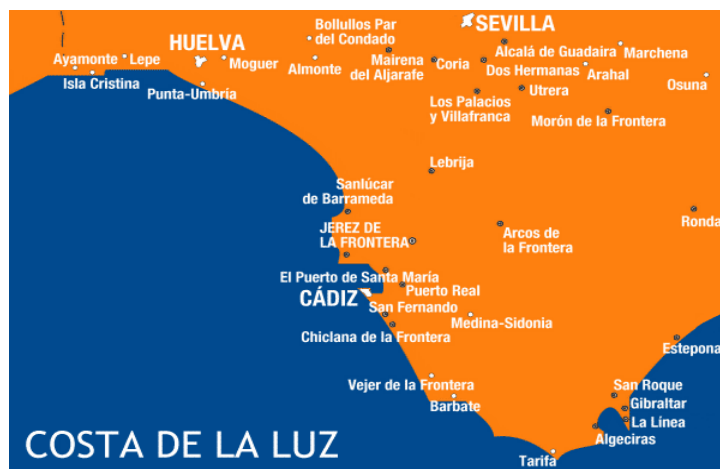 Bollullos Par
del Condado
SEVILLA
HUELVA
Ayamonte
Lepe
Moguer
Almonte
Mairena
del Aljarafe
Coria
Alcalá de Guadaira
Marchena
Dos Hermanas
Arahal
Isla Cristina
Punta-Umbría
Utrera
Osuna
Los Palacios
y Villafranca
Morón de la Frontera
Lebrija
Sanlúcar
de Barrameda
Ronda
JEREZ DE
LA FRONTERA
Arcos de
la Frontera
El Puerto de Santa María
CÁDIZ
Puerto Real
San Fernando
Medina-Sidonia
Chiclana de la Frontera
Estepona
Vejer de la Frontera
San Roque
Barbate
Gibraltar
La Línea
COSTA DE LA LUZ
Algeciras
Tarifa